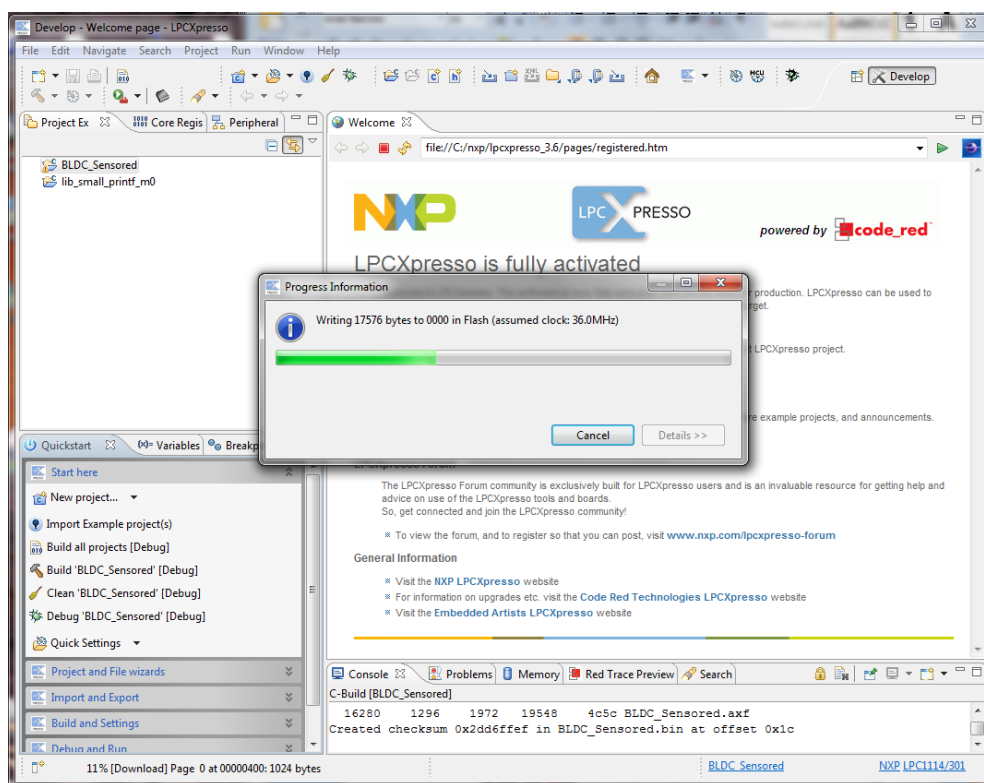 Develop - Welcome page - LPCXpresso
File Edit Navigate Search Project Run Window Help
Develop
Project Ex Core Regis Peripheral
Welcome
file://C:/nxp/lpcxpresso_3.6/pages/registered.htm
BLDC_Sensored
lib_small_printf_m0
NXP
LPCXPRESSO
powered by code_red
LPCXpresso is fully activated
production. LPCXpresso can be used to
LPCXpresso project.
example projects, and announcements.
Progress Information
Writing 17576 bytes to 0000 in Flash (assumed clock: 36.0MHz)
Cancel Details >>
LPCXpresso Forum
The LPCXpresso Forum community is exclusively built for LPCXpresso users and is an invaluable resource for getting help and
advice on use of the LPCXpresso tools and boards.
So, get connected and join the LPCXpresso community!
To view the forum, and to register so that you can post, visit www.nxp.com/lpcxpresso-forum
General Information
Visit the NXP LPCXpresso website
For information on upgrades etc. visit the Code Red Technologies LPCXpresso website
Visit the Embedded Artists LPCXpresso website
Quickstart (x)= Variables Breakp
Start here
New project...
Import Example project(s)
Build all projects [Debug]
Build 'BLDC_Sensored' [Debug]
Clean 'BLDC_Sensored' [Debug]
Debug 'BLDC_Sensored' [Debug]
Quick Settings
Project and File wizards
Import and Export
Build and Settings
Debug and Run
Console Problems Memory Red Trace Preview Search
C-Build [BLDC_Sensored]
16280 1296 1972 19548 4c5c BLDC_Sensored.axf
Created checksum 0x2dd6ffef in BLDC_Sensored.bin at offset 0x1c
11% [Download] Page 0 at 00000400: 1024 bytes
BLDC_Sensored
NXP LPC1114/301